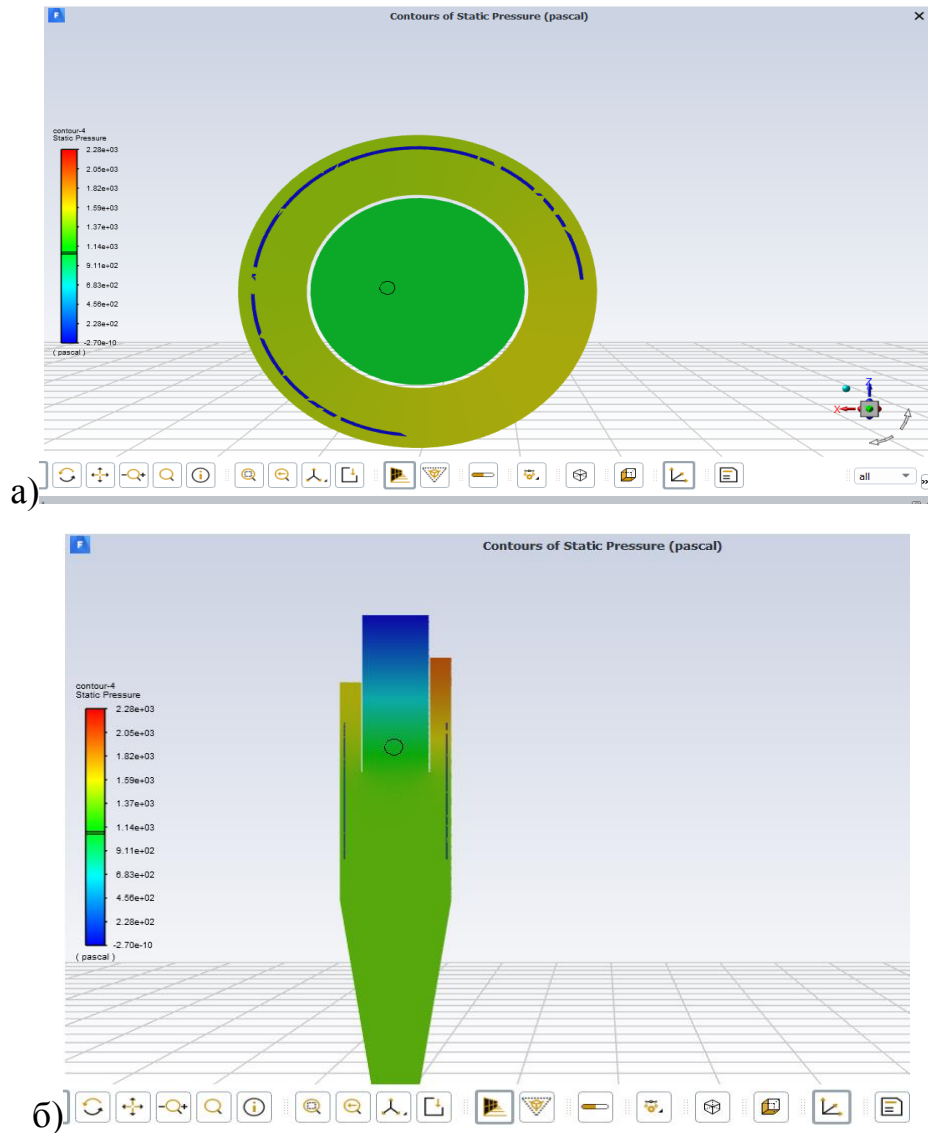 F
Contours of Static Pressure (pascal)
contour-4
Static Pressure
2.28e+03
2.05e+03
1.82e+03
1.59e+03
1.37e+03
1.14e+03
9.11e+02
6.83e+02
4.56e+02
2.28e+02
-2.70e-10
( pascal )
Z
X
all
а)
F
Contours of Static Pressure (pascal)
contour-4
Static Pressure
2.28e+03
2.05e+03
1.82e+03
1.59e+03
1.37e+03
1.14e+03
9.11e+02
6.83e+02
4.56e+02
2.28e+02
-2.70e-10
( pascal )
б)